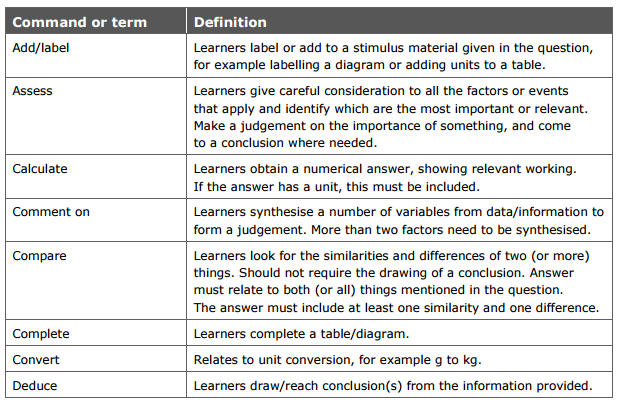 Command or term Definition
Add/label Learners label or add to a stimulus material given in the question,
for example labelling a diagram or adding units to a table.
Assess Learners give careful consideration to all the factors or events
that apply and identify which are the most important or relevant.
Make a judgement on the importance of something, and come
to a conclusion where needed.
Calculate Learners obtain a numerical answer, showing relevant working.
If the answer has a unit, this must be included.
Comment on Learners synthesise a number of variables from data/information to
form a judgement. More than two factors need to be synthesised.
Compare Learners look for the similarities and differences of two (or more)
things. Should not require the drawing of a conclusion. Answer
must relate to both (or all) things mentioned in the question.
The answer must include at least one similarity and one difference.
Complete Learners complete a table/diagram.
Convert Relates to unit conversion, for example g to kg.
Deduce Learners draw/reach conclusion(s) from the information provided.